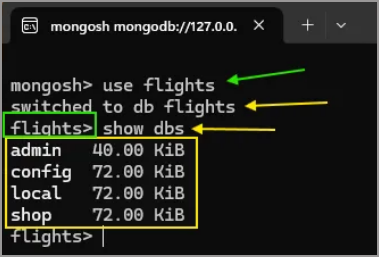 mongosh mongodb://127.0.0.
mongosh> use flights
switched to db flights
flights> show dbs
admin 40.00 KiB
config 72.00 KiB
local 72.00 KiB
shop 72.00 KiB
flights>